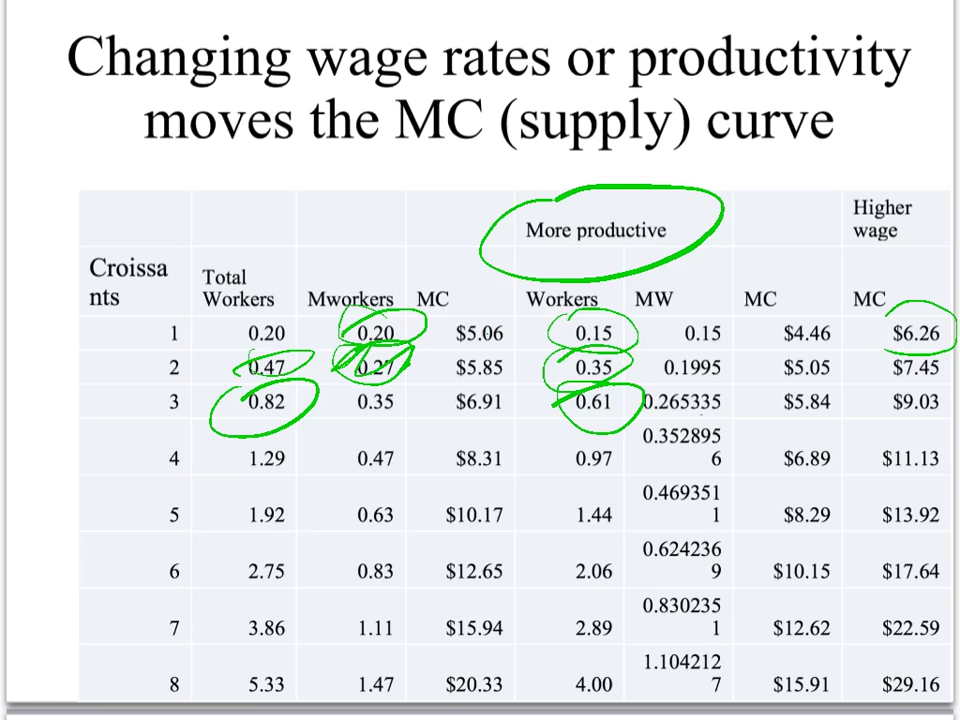 Changing wage rates or productivity
moves the MC (supply) curve
More productive
Higher
wage
Croissa
nts
Total
Workers
Mworkers
MC
Workers
MW
MC
MC
1 0.20 0.20 $5.06 0.15 0.15 $4.46 $6.26
2 0.47 0.27 $5.85 0.35 0.1995 $5.05 $7.45
3 0.82 0.35 $6.91 0.61 0.265335 $5.84 $9.03
0.352895
4 1.29 0.47 $8.31 0.97 6 $6.89 $11.13
0.469351
5 1.92 0.63 $10.17 1.44 1 $8.29 $13.92
0.624236
6 2.75 0.83 $12.65 2.06 9 $10.15 $17.64
0.830235
7 3.86 1.11 $15.94 2.89 1 $12.62 $22.59
1.104212
8 5.33 1.47 $20.33 4.00 7 $15.91 $29.16